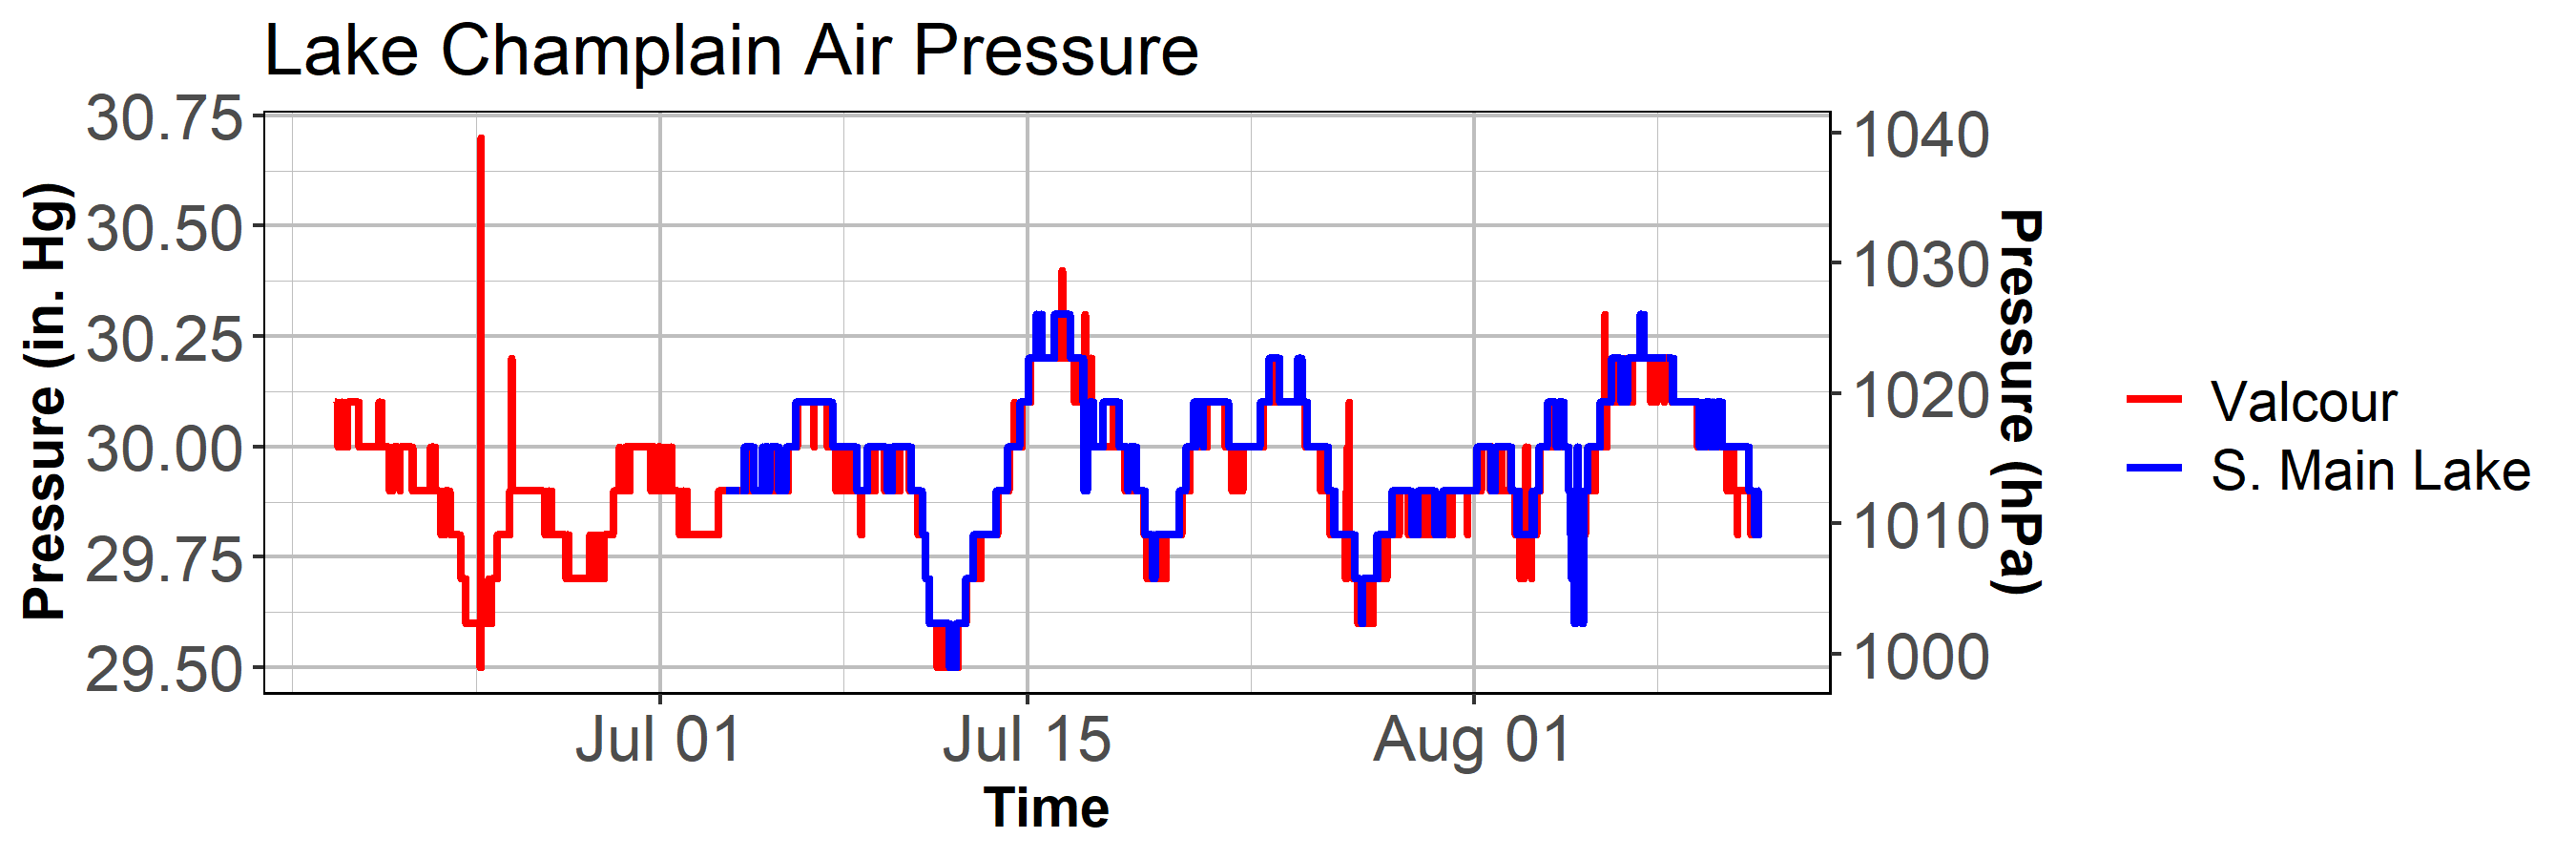 Lake Champlain Air Pressure
30.75
30.50
30.25
30.00
29.75
29.50
Pressure (in. Hg)
1040
1030
1020
1010
1000
Pressure (hPa)
Jul 01
Jul 15
Aug 01
Time
Valcour
S. Main Lake